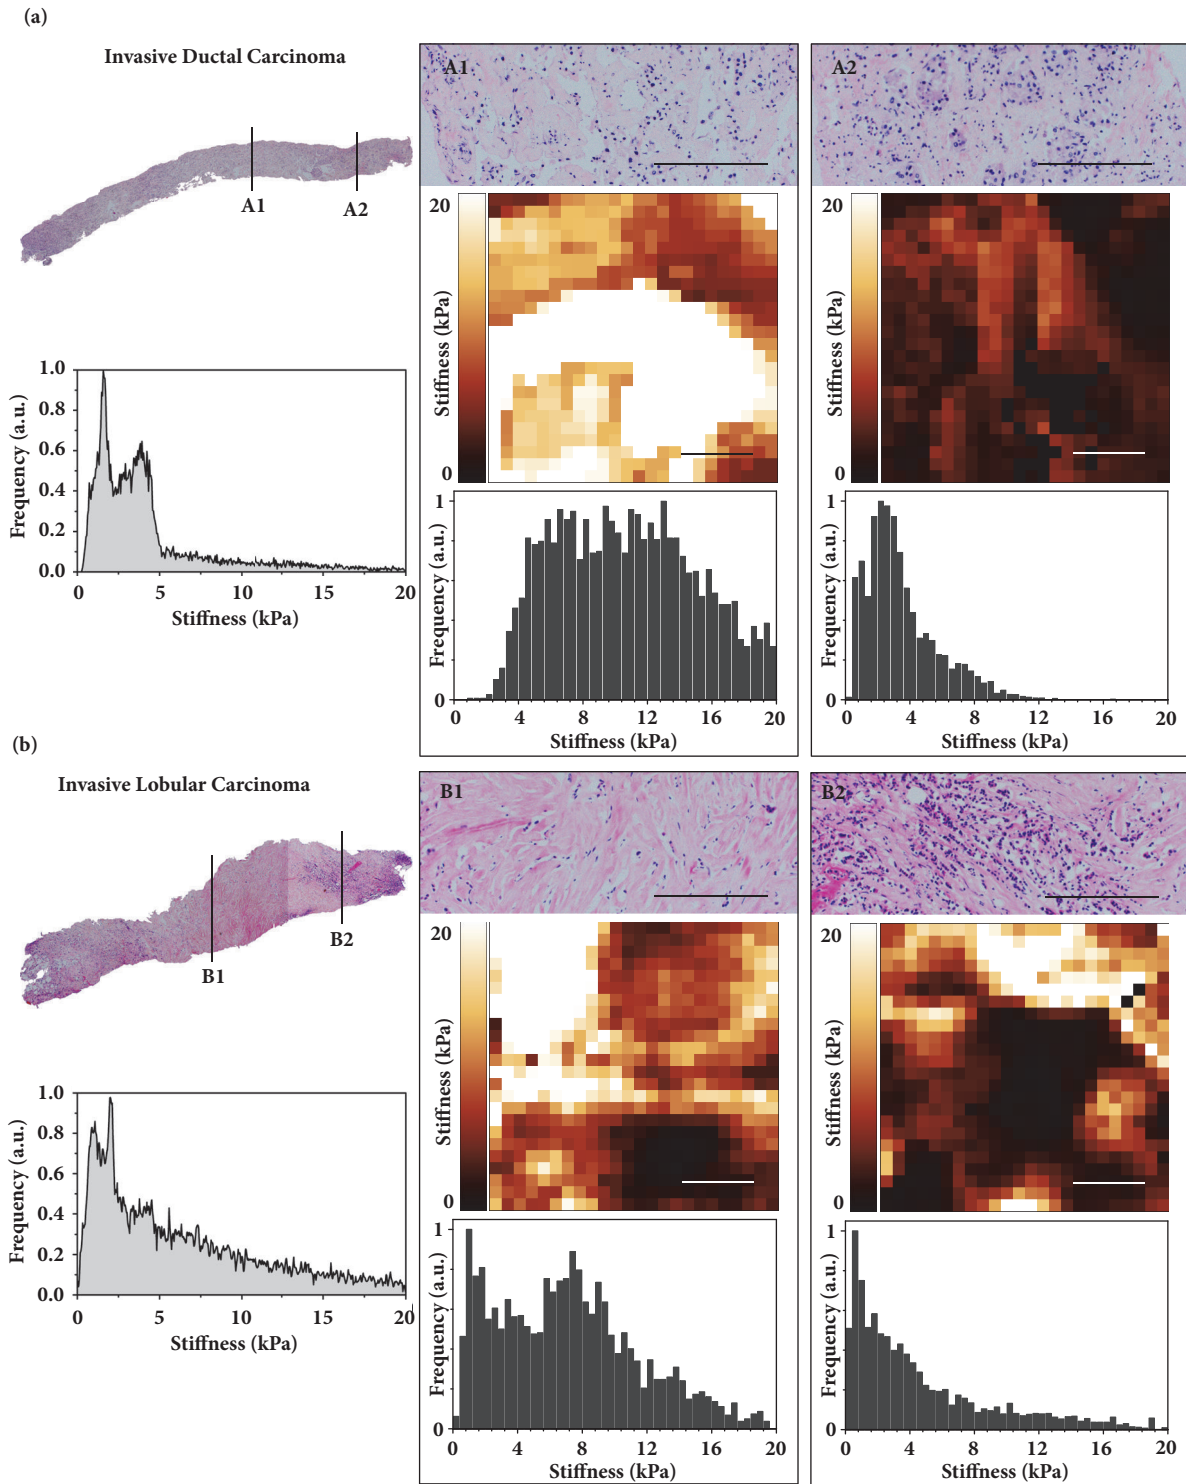 (a)
Invasive Ductal Carcinoma
A1
A2
1.0
0.8
0.6
0.4
0.2
0.0
Frequency (a.u.)
0 5 10 15 20
Stiffness (kPa)
A1
20
0
Stiffness (kPa)
1
0
Frequency (a.u.)
0 4 8 12 16 20
Stiffness (kPa)
A2
20
0
Stiffness (kPa)
1
0
Frequency (a.u.)
0 4 8 12 16 20
Stiffness (kPa)
(b)
Invasive Lobular Carcinoma
B1
B2
1.0
0.8
0.6
0.4
0.2
0.0
Frequency (a.u.)
0 5 10 15 20
Stiffness (kPa)
B1
20
0
Stiffness (kPa)
1
0
Frequency (a.u.)
0 4 8 12 16 20
Stiffness (kPa)
B2
20
0
Stiffness (kPa)
1
0
Frequency (a.u.)
0 4 8 12 16 20
Stiffness (kPa)